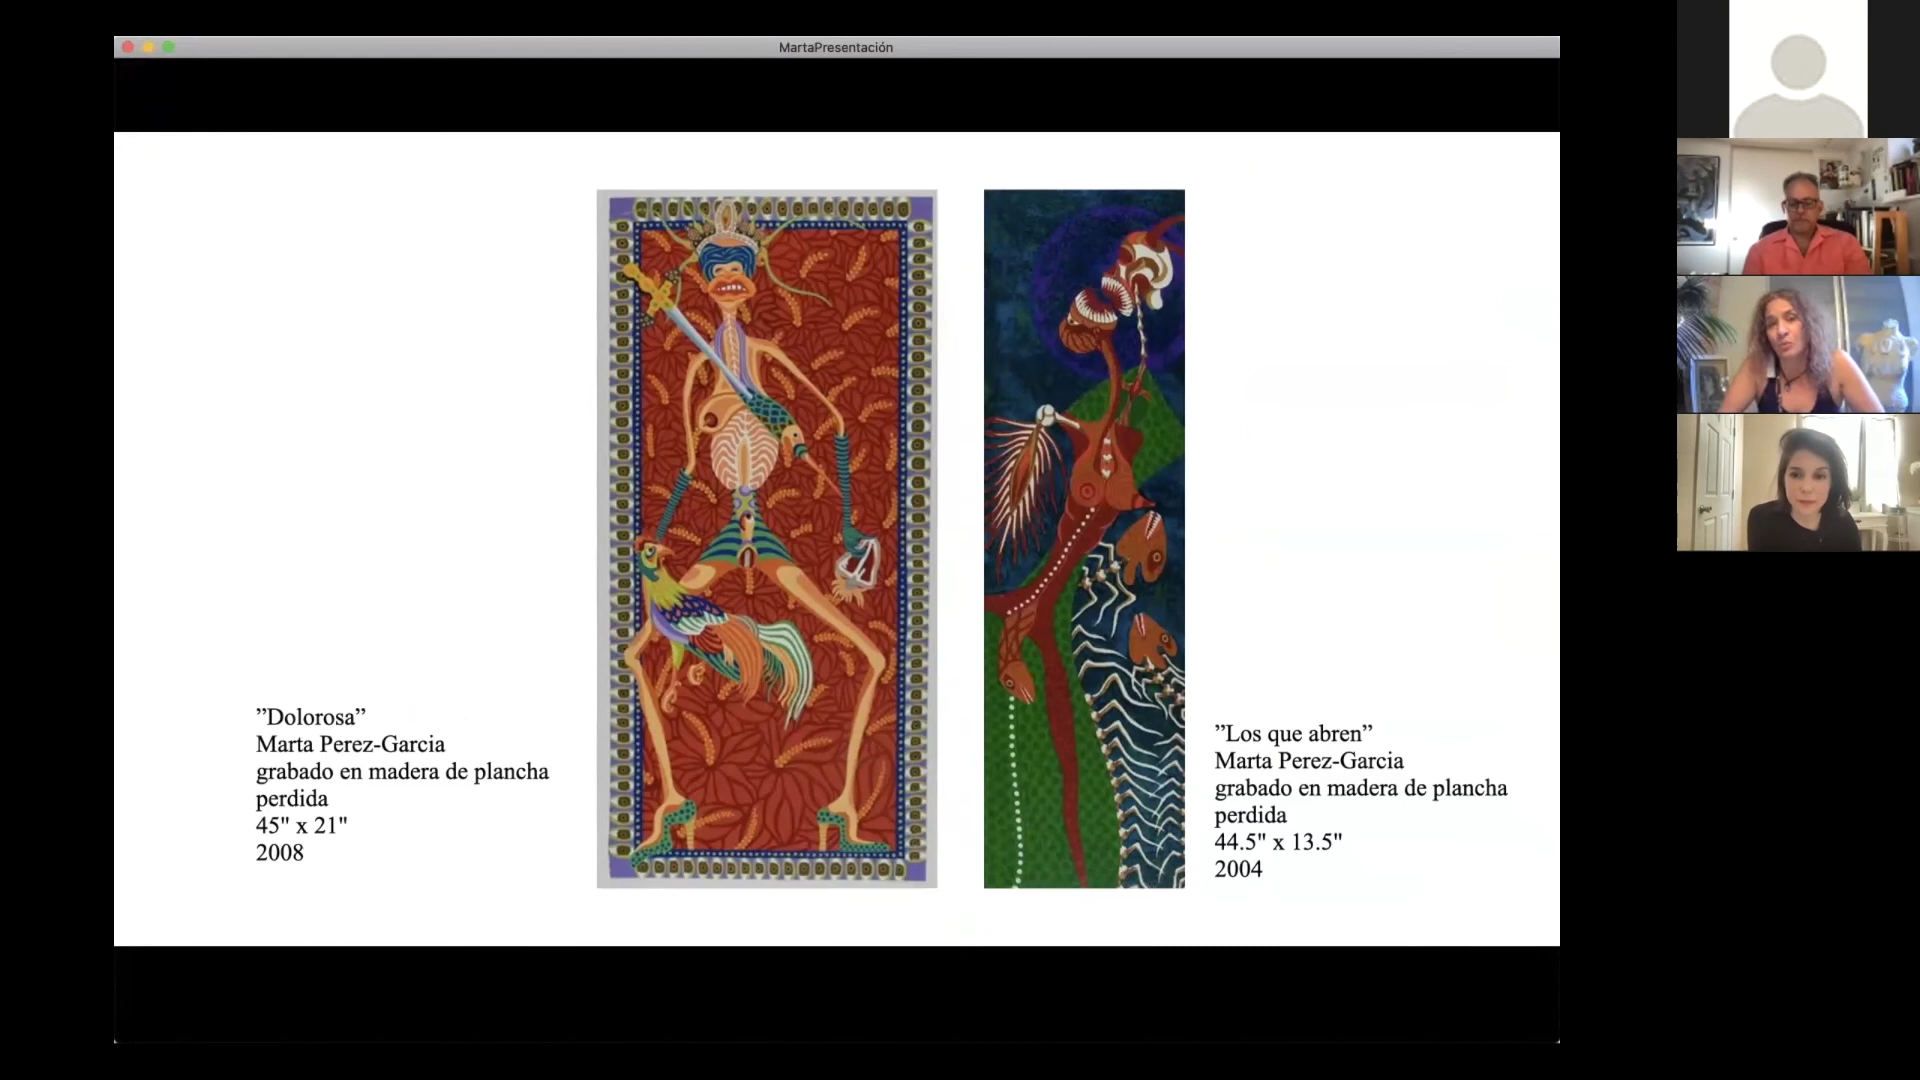 MartaPresentación
”Dolorosa”
Marta Perez-Garcia
grabado en madera de plancha
perdida
45" x 21"
2008
”Los que abren”
Marta Perez-Garcia
grabado en madera de plancha
perdida
44.5" x 13.5"
2004